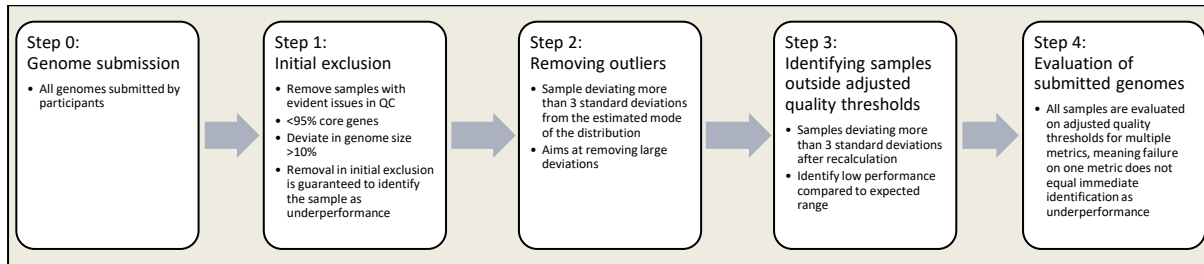 Step 0:
Genome submission
• All genomes submitted by
participants
Step 1:
Initial exclusion
• Remove samples with
evident issues in QC
• <95% core genes
• Deviate in genome size
>10%
• Removal in initial exclusion
is guaranteed to identify
the sample as
underperformance
Step 2:
Removing outliers
• Sample deviating more
than 3 standard deviations
from the estimated mode
of the distribution
• Aims at removing large
deviations
Step 3:
Identifying samples
outside adjusted
quality thresholds
• Samples deviating more
than 3 standard deviations
after recalculation
• Identify low performance
compared to expected
range
Step 4:
Evaluation of
submitted genomes
• All samples are evaluated
on adjusted quality
thresholds for multiple
metrics, meaning failure
on one metric does not
equal immediate
identification as
underperformance